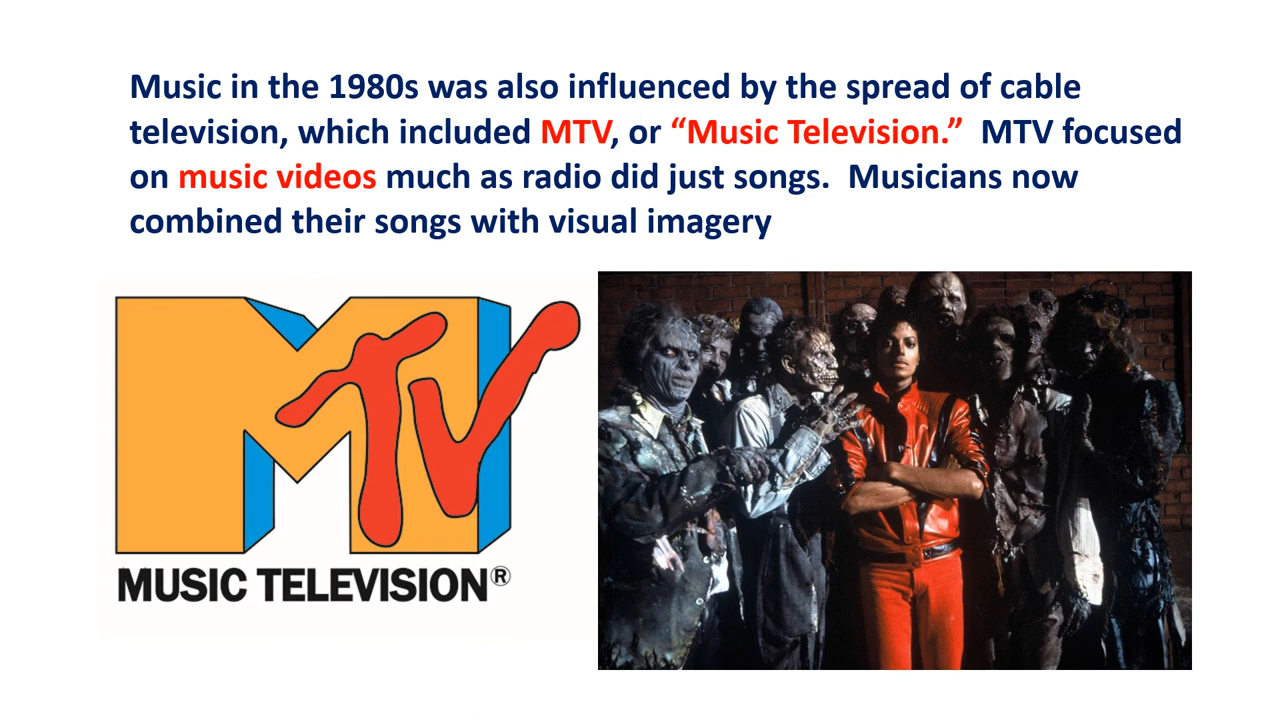 Music in the 1980s was also influenced by the spread of cable
television, which included MTV, or “Music Television.”  MTV focused
on music videos much as radio did just songs.  Musicians now
combined their songs with visual imagery
MTV
MUSIC TELEVISION®